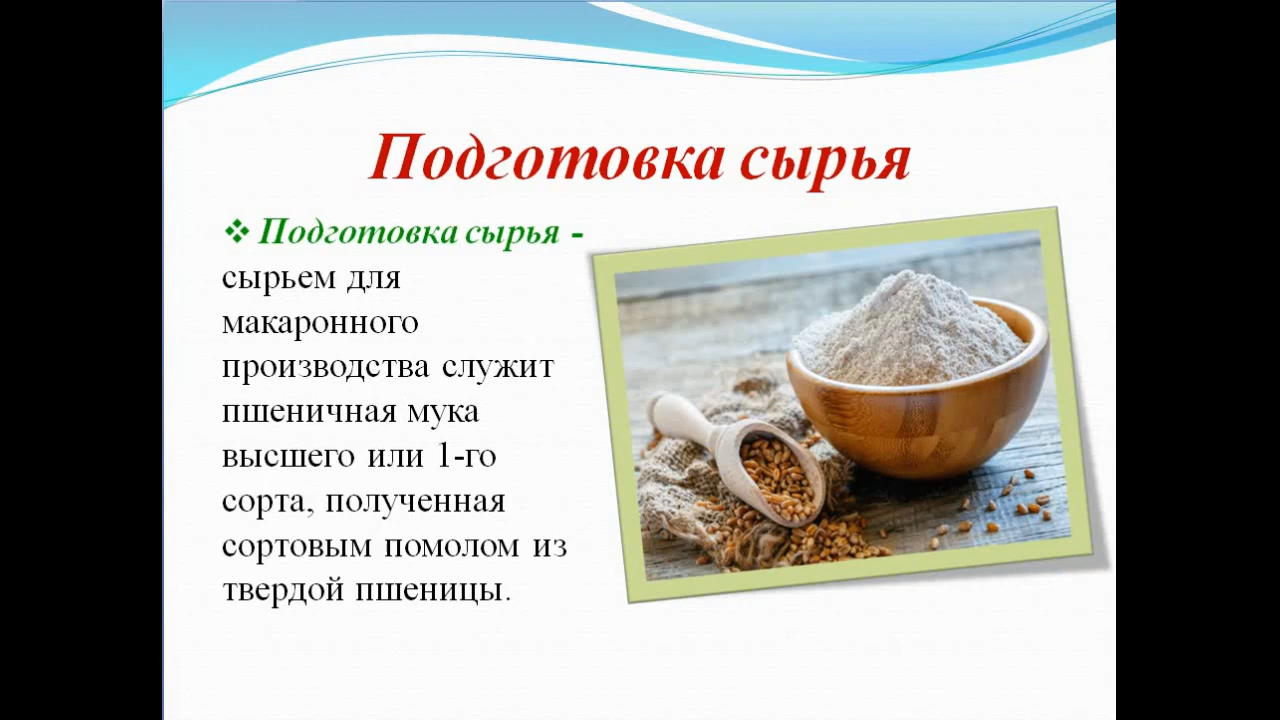 Подготовка сырья
❖ Подготовка сырья -
сырьем для
макаронного
производства служит
пшеничная мука
высшего или 1-го
сорта, полученная
сортовым помолом из
твердой пшеницы.